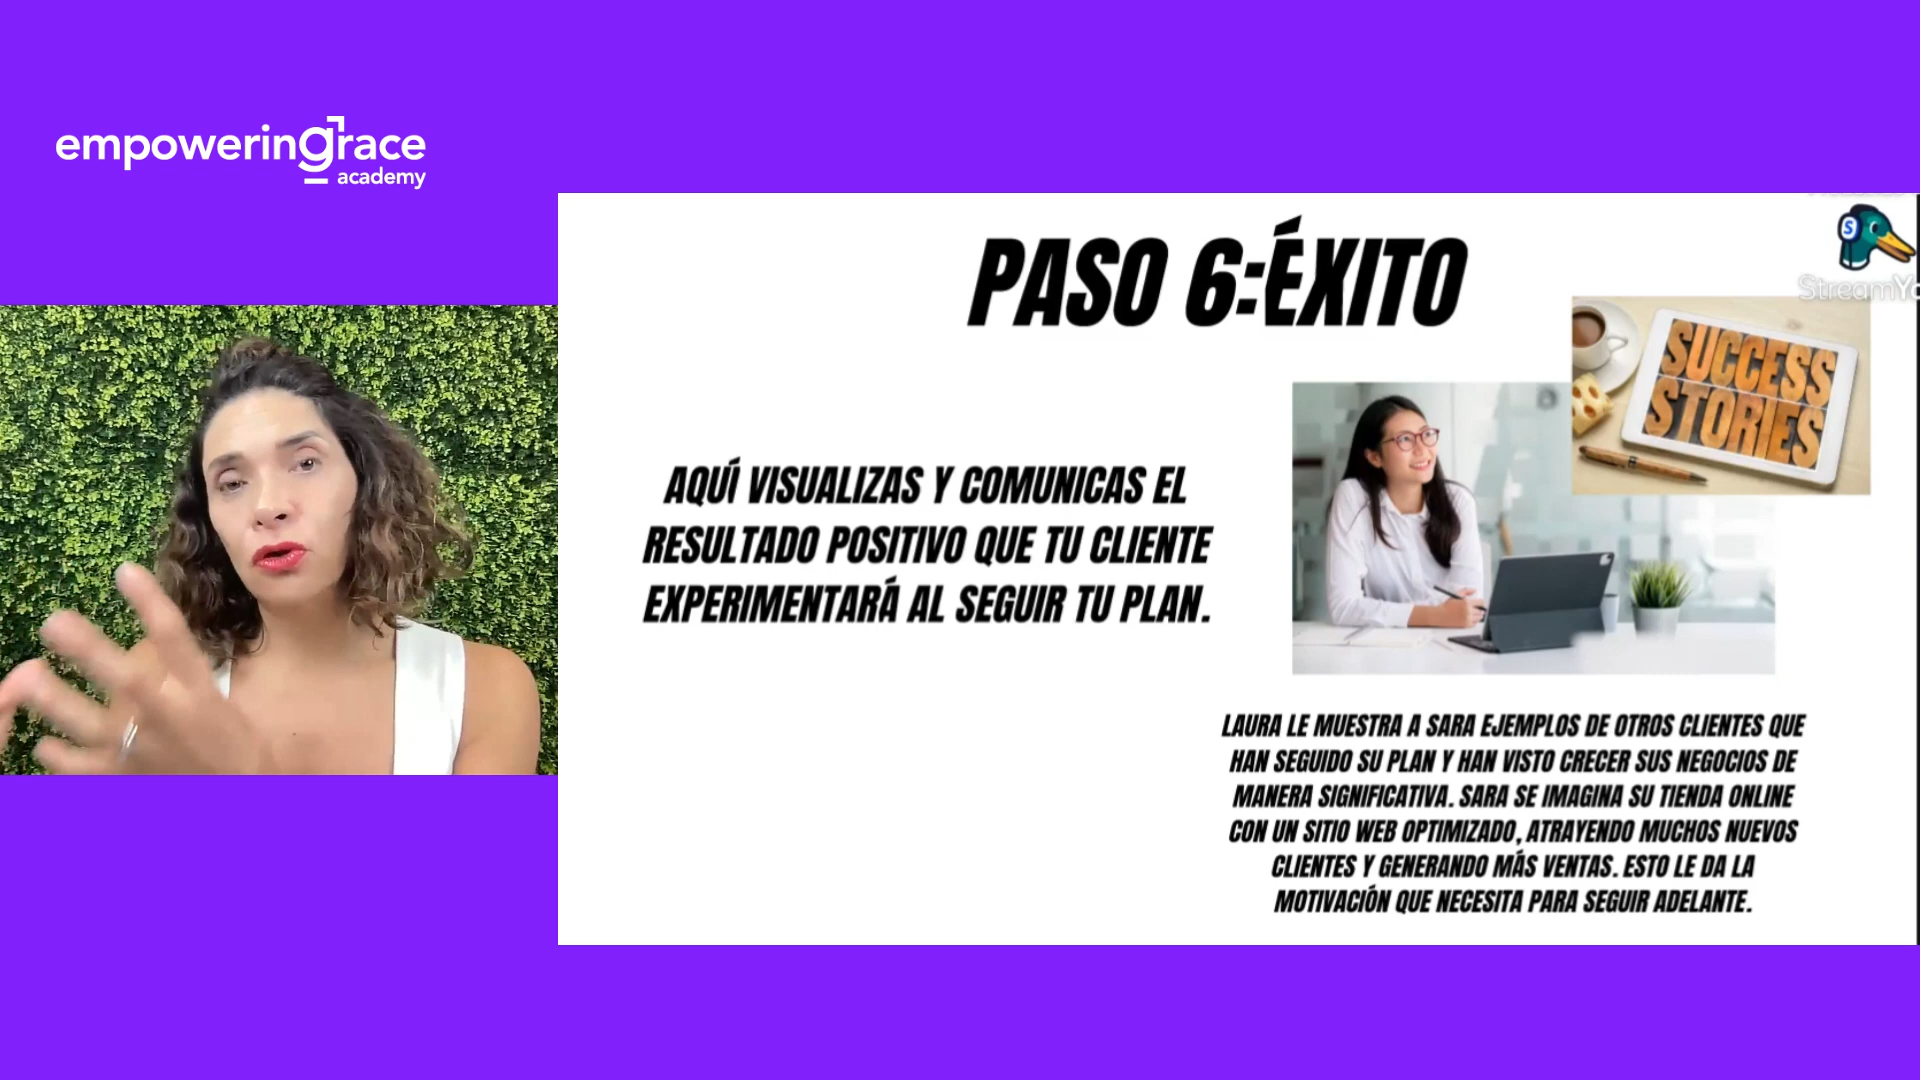 empoweringrace
academy
PASO 6:ÉXITO
SUCCESS
STORIES
AQUÍ VISUALIZAS Y COMUNICAS EL
RESULTADO POSITIVO QUE TU CLIENTE
EXPERIMENTARÁ AL SEGUIR TU PLAN.
LAURA LE MUESTRA A SARA EJEMPLOS DE OTROS CLIENTES QUE
HAN SEGUIDO SU PLAN Y HAN VISTO CRECER SUS NEGOCIOS DE
MANERA SIGNIFICATIVA. SARA SE IMAGINA SU TIENDA ONLINE
CON UN SITIO WEB OPTIMIZADO, ATRAYENDO MUCHOS NUEVOS
CLIENTES Y GENERANDO MÁS VENTAS. ESTO LE DA LA
MOTIVACIÓN QUE NECESITA PARA SEGUIR ADELANTE.